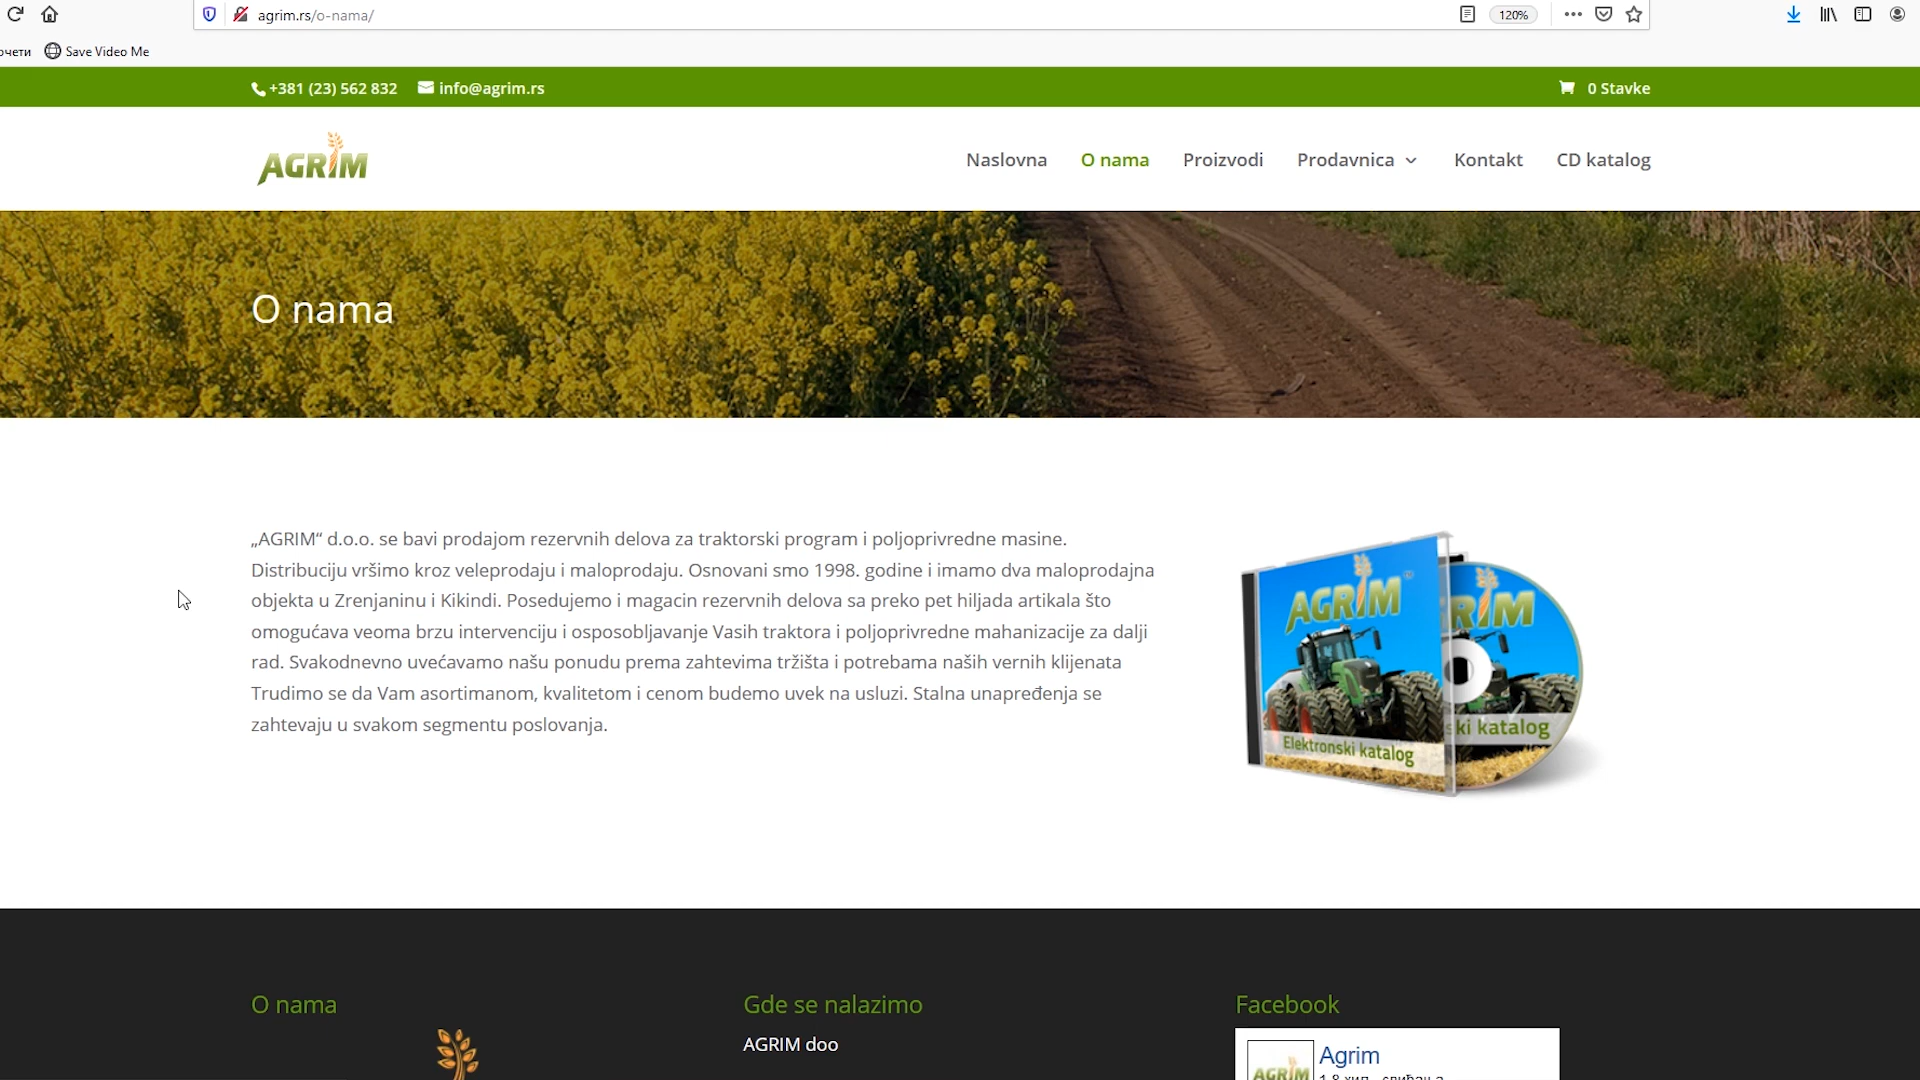 agrim.rs/o-nama/
120%
Save Video Me
+381 (23) 562 832
info@agrim.rs
0 Stavke
AGRIM
Naslovna
O nama
Proizvodi
Prodavnica
Kontakt
CD katalog
O nama
„AGRIM“ d.o.o. se bavi prodajom rezervnih delova za traktorski program i poljoprivredne masine.
Distribuciju vršimo kroz veleprodaju i maloprodaju. Osnovani smo 1998. godine i imamo dva maloprodajna
objekta u Zrenjaninu i Kikindi. Posedujemo i magacin rezervnih delova sa preko pet hiljada artikala što
omogućava veoma brzu intervenciju i osposobljavanje Vasih traktora i poljoprivredne mahanizacije za dalji
rad. Svakodnevno uvećavamo našu ponudu prema zahtevima tržišta i potrebama naših vernih klijenata
Trudimo se da Vam asortimanom, kvalitetom i cenom budemo uvek na usluzi. Stalna unapređenja se
zahtevaju u svakom segmentu poslovanja.
AGRIM
Elektronski katalog
katalog
O nama
Gde se nalazimo
AGRIM doo
Facebook
Agrim
AGRIM